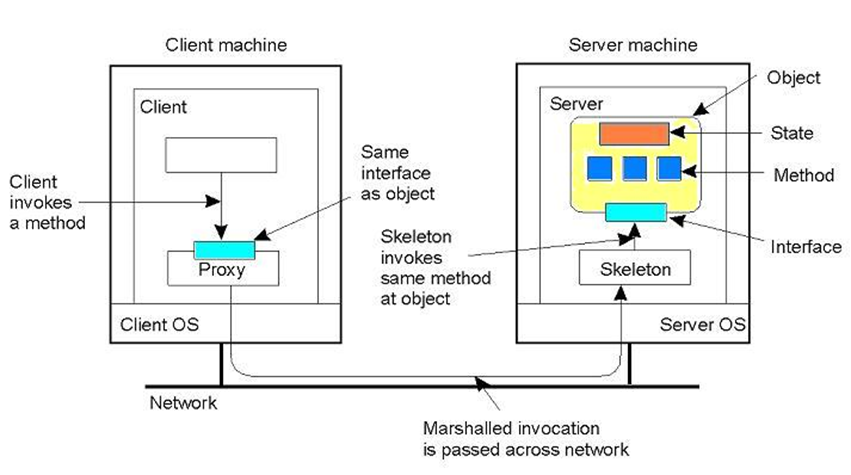 Client machine
Server machine
Object
Client
Server
State
Same
interface
as object
Client
invokes
a method
Method
Skeleton
invokes
same method
at object
Interface
Proxy
Skeleton
Client OS
Server OS
Network
Marshalled invocation
is passed across network